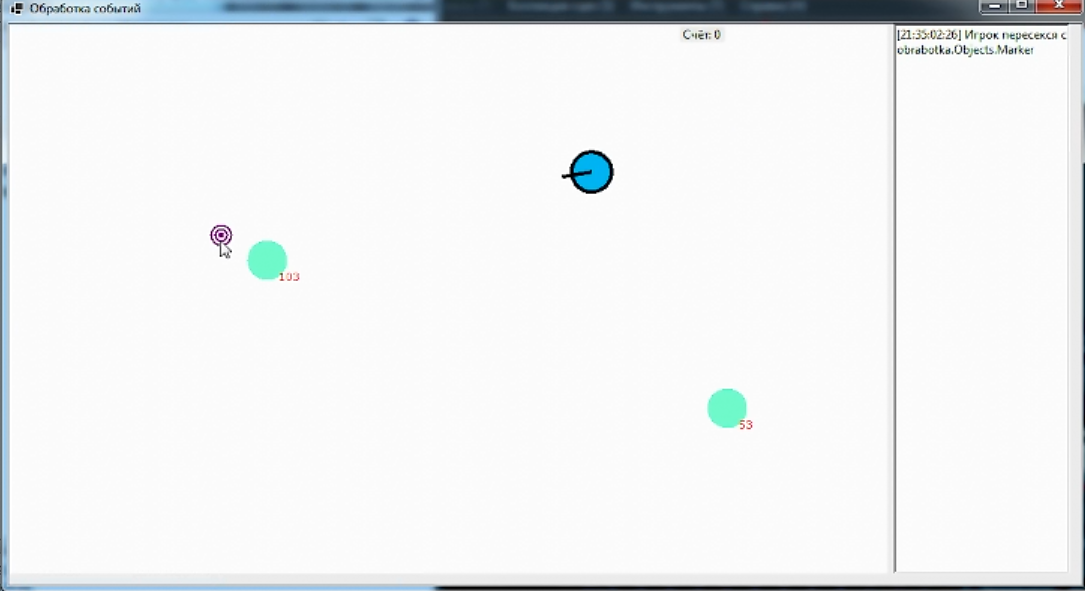 Обработка событий
Счёт: 0
[21:35:02:26] Игрок пересекся с
obrabotka.Objects.Marker
103
53